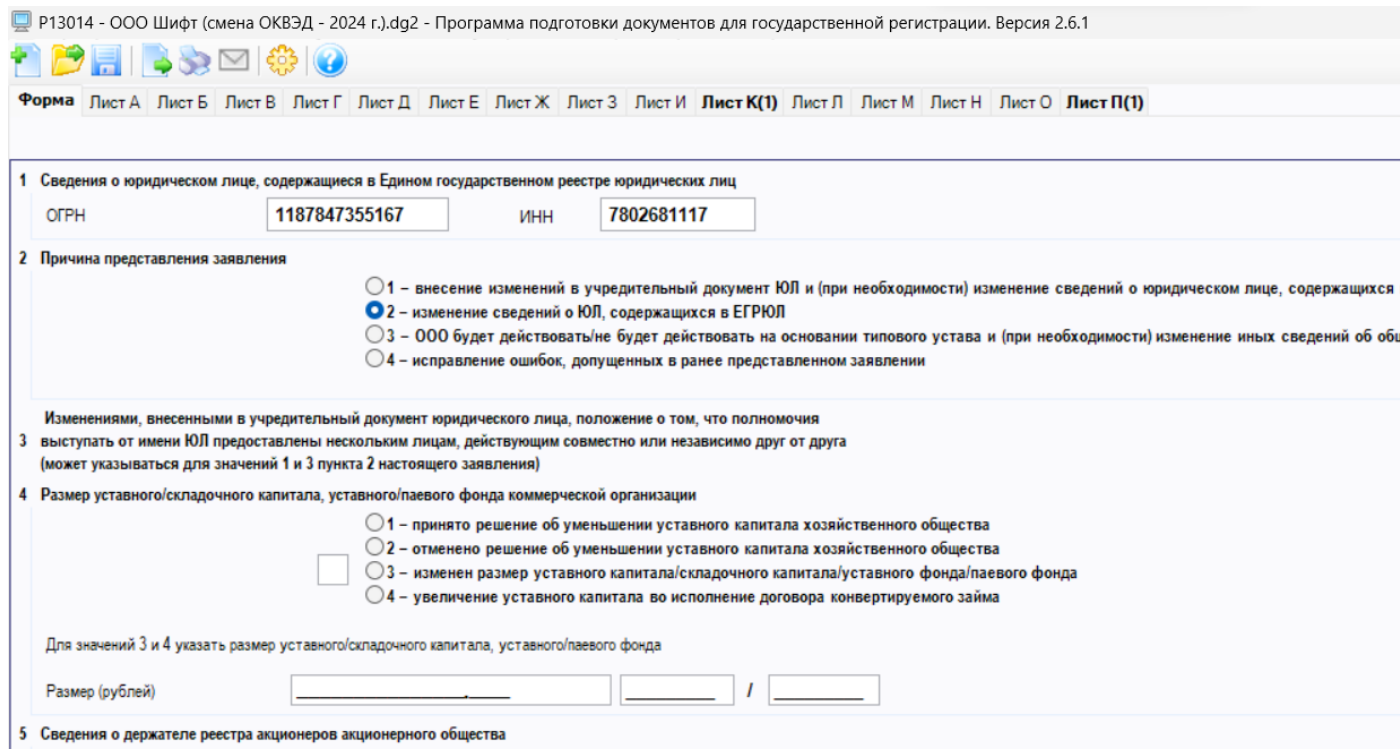 Р13014 - ООО Шифт (смена ОКВЭД - 2024 г.).dg2 - Программа подготовки документов для государственной регистрации. Версия 2.6.1
Форма Лист А Лист Б Лист В Лист Г Лист Д Лист Е Лист Ж Лист З Лист И Лист К(1) Лист Л Лист М Лист Н Лист О Лист П(1)
1 Сведения о юридическом лице, содержащиеся в Едином государственном реестре юридических лиц
ОГРН 1187847355167 ИНН 7802681117
2 Причина представления заявления
1 – внесение изменений в учредительный документ ЮЛ и (при необходимости) изменение сведений о юридическом лице, содержащихся
2 – изменение сведений о ЮЛ, содержащихся в ЕГРЮЛ
3 – ООО будет действовать/не будет действовать на основании типового устава и (при необходимости) изменение иных сведений об
4 – исправление ошибок, допущенных в ранее представленном заявлении
Изменениями, внесенными в учредительный документ юридического лица, положение о том, что полномочия
3 выступать от имени ЮЛ предоставлены нескольким лицам, действующим совместно или независимо друг от друга
(может указываться для значений 1 и 3 пункта 2 настоящего заявления)
4 Размер уставного/складочного капитала, уставного/паевого фонда коммерческой организации
1 – принято решение об уменьшении уставного капитала хозяйственного общества
2 – отменено решение об уменьшении уставного капитала хозяйственного общества
3 – изменен размер уставного капитала/складочного капитала/уставного фонда/паевого фонда
4 – увеличение уставного капитала во исполнение договора конвертируемого займа
Для значений 3 и 4 указать размер уставного/складочного капитала, уставного/паевого фонда
Размер (рублей) /
5 Сведения о держателе реестра акционеров акционерного общества